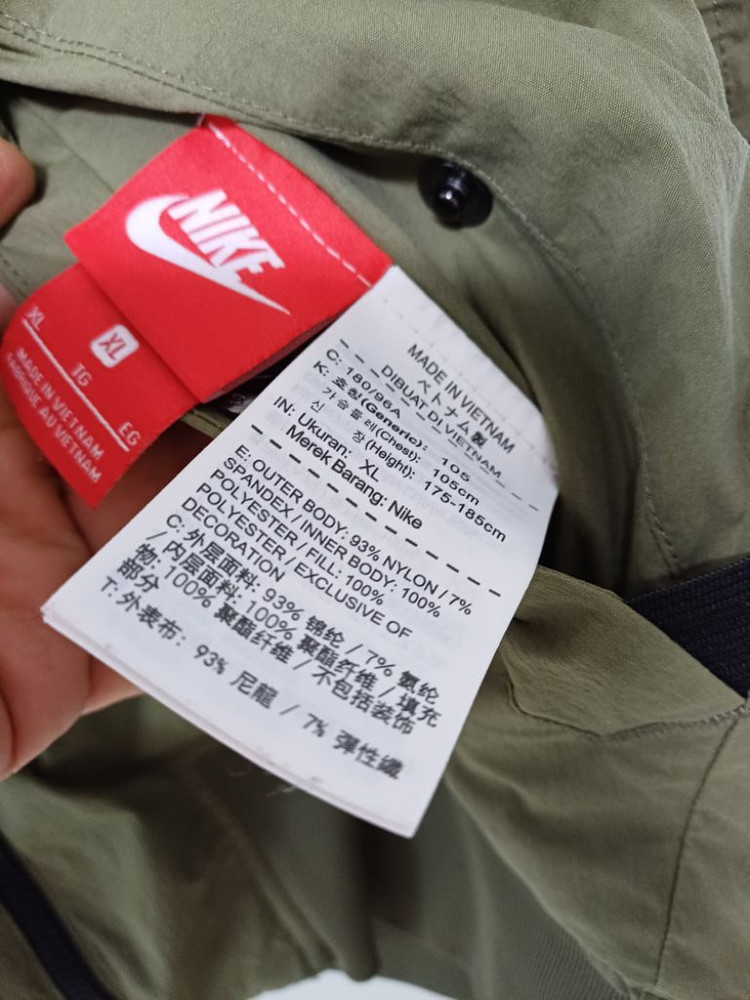 NIKE
XL
XL
TG
EG
MADE IN VIETNAM
FABRIQUÉ AU VIETNAM
MADE IN VIETNAM
ベトナム製
DIBUAT DI VIETNAM
C: 180/96A
K: 호칭(Generic): 105
가슴둘레(Chest): 105cm
신 장(Height): 175-185cm
IN: Ukuran: XL
Merek Barang: Nike
E: OUTER BODY: 93% NYLON / 7%
SPANDEX / INNER BODY: 100%
POLYESTER / FILL: 100%
POLYESTER / EXCLUSIVE OF
DECORATION
C: 外层面料: 93% 锦纶 / 7% 氨纶
/ 内层面料: 100% 聚酯纤维 / 填充
物: 100% 聚酯纤维 / 不包括装饰
部分
T: 外表布: 93% 尼龍 / 7% 彈性纖